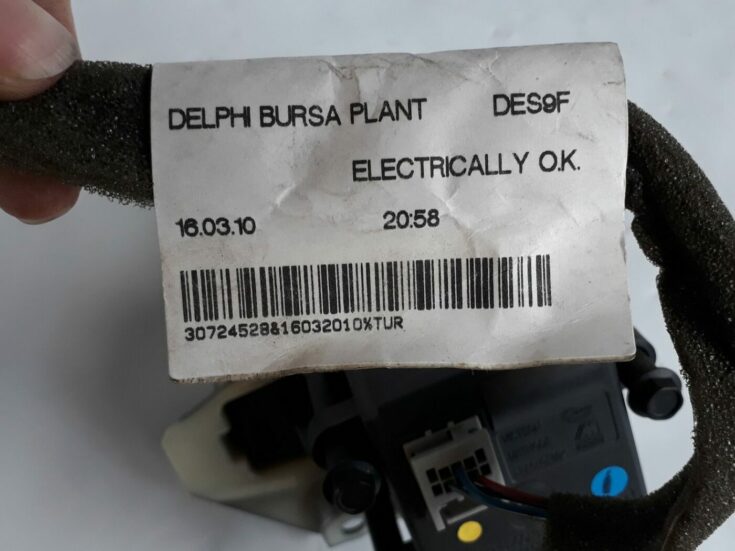 DELPHI BURSA PLANT DES9F
ELECTRICALLY O.K.
16.03.10 20:58
30724528&16032010%TUR